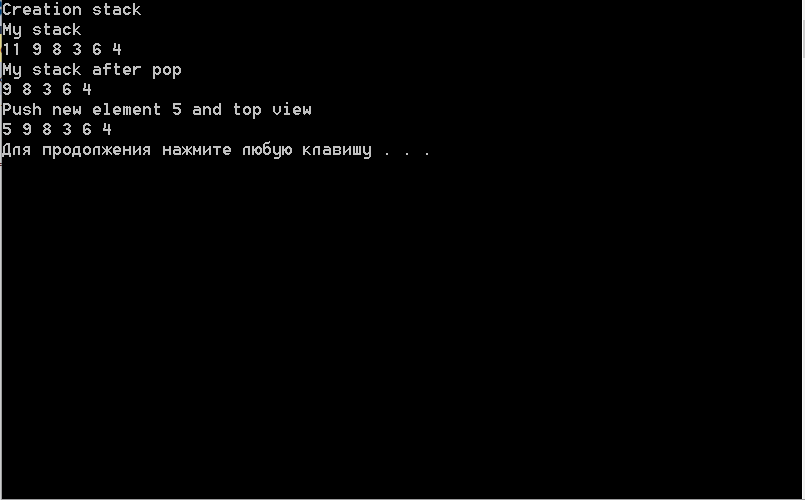 Creation stack
My stack
11 9 8 3 6 4
My stack after pop
9 8 3 6 4
Push new element 5 and top view
5 9 8 3 6 4
Для продолжения нажмите любую клавишу . . .